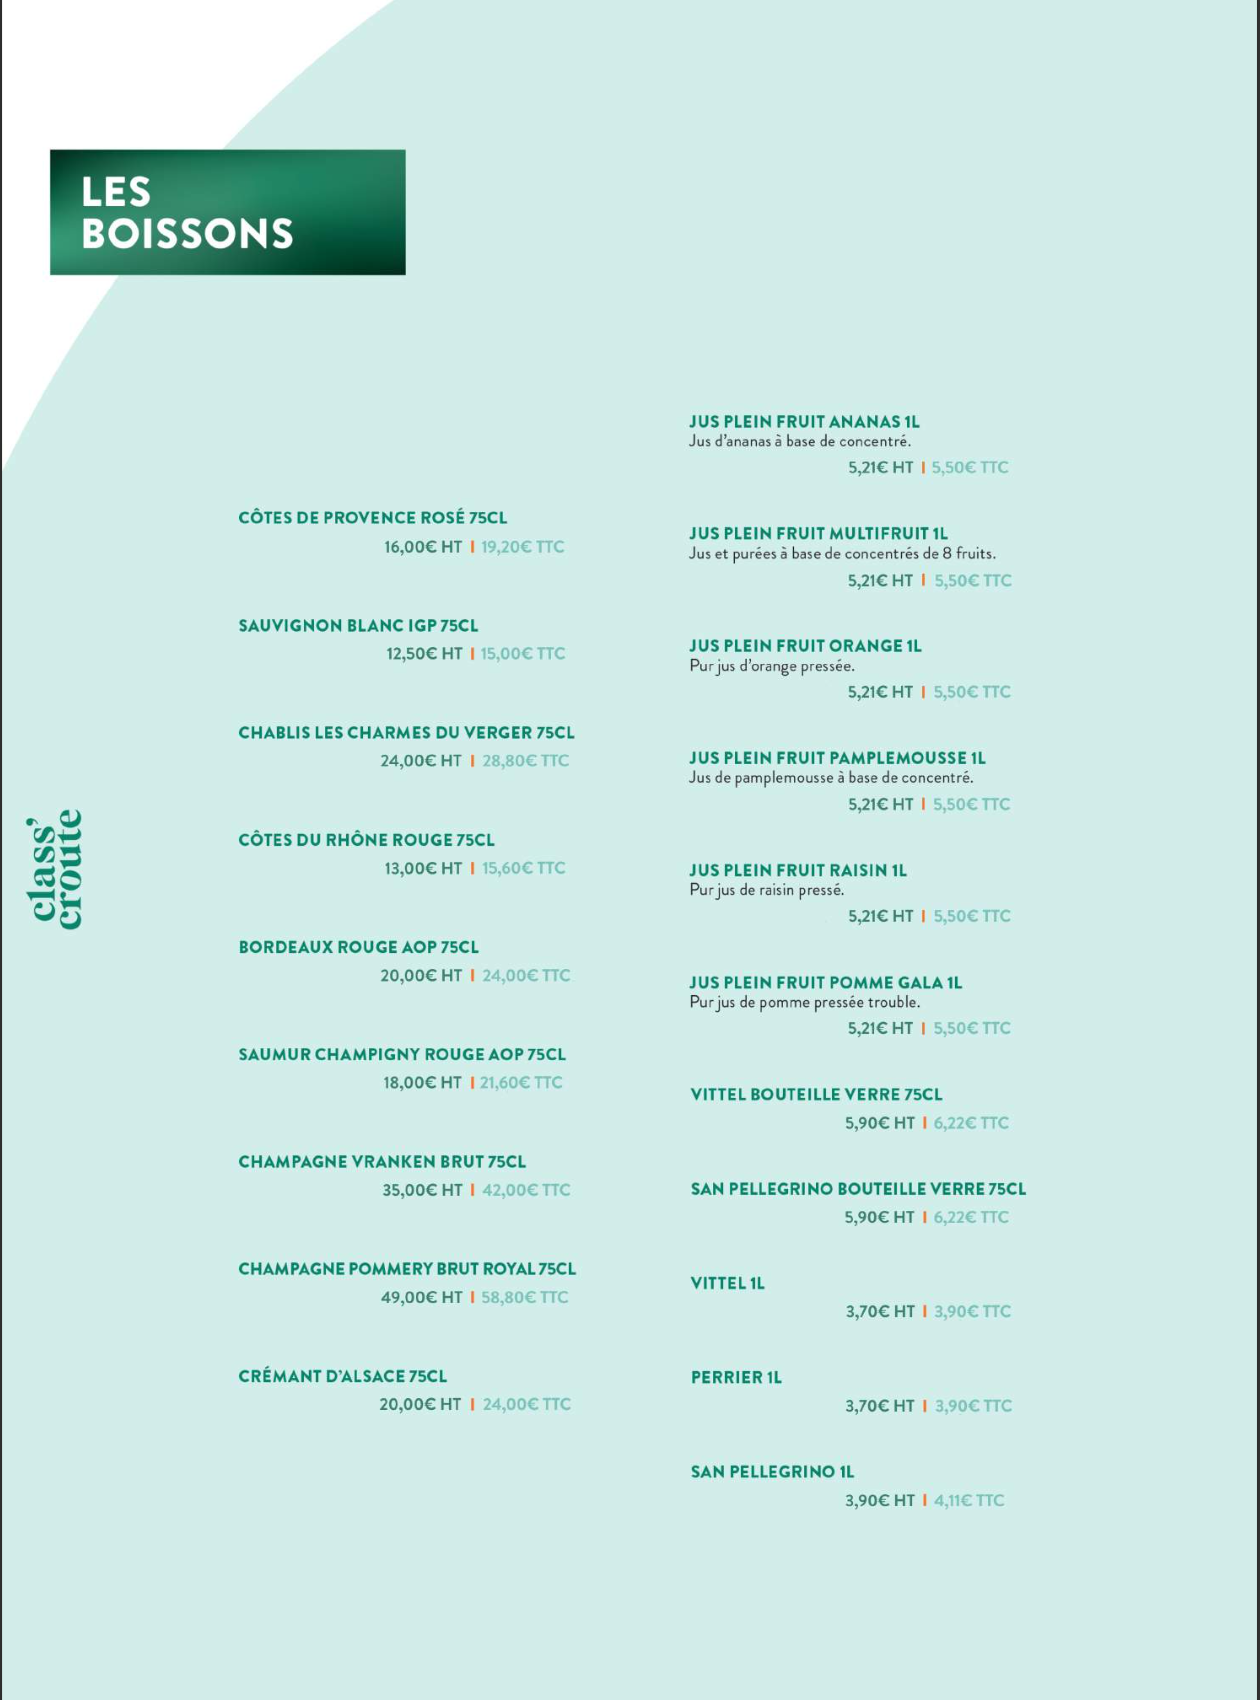 LES
BOISSONS
CÔTES DE PROVENCE ROSÉ 75CL
16,00€ HT | 19,20€ TTC
SAUVIGNON BLANC IGP 75CL
12,50€ HT | 15,00€ TTC
CHABLIS LES CHARMES DU VERGER 75CL
24,00€ HT | 28,80€ TTC
CÔTES DU RHÔNE ROUGE 75CL
13,00€ HT | 15,60€ TTC
BORDEAUX ROUGE AOP 75CL
20,00€ HT | 24,00€ TTC
SAUMUR CHAMPIGNY ROUGE AOP 75CL
18,00€ HT | 21,60€ TTC
CHAMPAGNE VRANKEN BRUT 75CL
35,00€ HT | 42,00€ TTC
CHAMPAGNE POMMERY BRUT ROYAL 75CL
49,00€ HT | 58,80€ TTC
CRÉMANT D'ALSACE 75CL
20,00€ HT | 24,00€ TTC
JUS PLEIN FRUIT ANANAS 1L
Jus d'ananas à base de concentré.
5,21€ HT | 5,50€ TTC
JUS PLEIN FRUIT MULTIFRUIT 1L
Jus et purées à base de concentrés de 8 fruits.
5,21€ HT | 5,50€ TTC
JUS PLEIN FRUIT ORANGE 1L
Pur jus d'orange pressée.
5,21€ HT | 5,50€ TTC
JUS PLEIN FRUIT PAMPLEMOUSSE 1L
Jus de pamplemousse à base de concentré.
5,21€ HT | 5,50€ TTC
JUS PLEIN FRUIT RAISIN 1L
Pur jus de raisin pressé.
5,21€ HT | 5,50€ TTC
JUS PLEIN FRUIT POMME GALA 1L
Pur jus de pomme pressée trouble.
5,21€ HT | 5,50€ TTC
VITTEL BOUTEILLE VERRE 75CL
5,90€ HT | 6,22€ TTC
SAN PELLEGRINO BOUTEILLE VERRE 75CL
5,90€ HT | 6,22€ TTC
VITTEL 1L
3,70€ HT | 3,90€ TTC
PERRIER 1L
3,70€ HT | 3,90€ TTC
SAN PELLEGRINO 1L
3,90€ HT | 4,11€ TTC
class'
croute